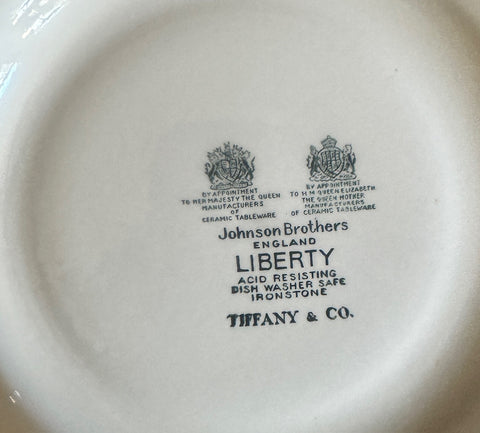 BY APPOINTMENT
TO HER MAJESTY THE QUEEN
MANUFACTURERS
OF
CERAMIC TABLEWARE
BY APPOINTMENT
TO H M QUEEN ELIZABETH
THE QUEEN MOTHER
MANUFACTURERS
OF CERAMIC TABLEWARE
Johnson Brothers
ENGLAND
LIBERTY
ACID RESISTING
DISH WASHER SAFE
IRONSTONE
TIFFANY & CO.